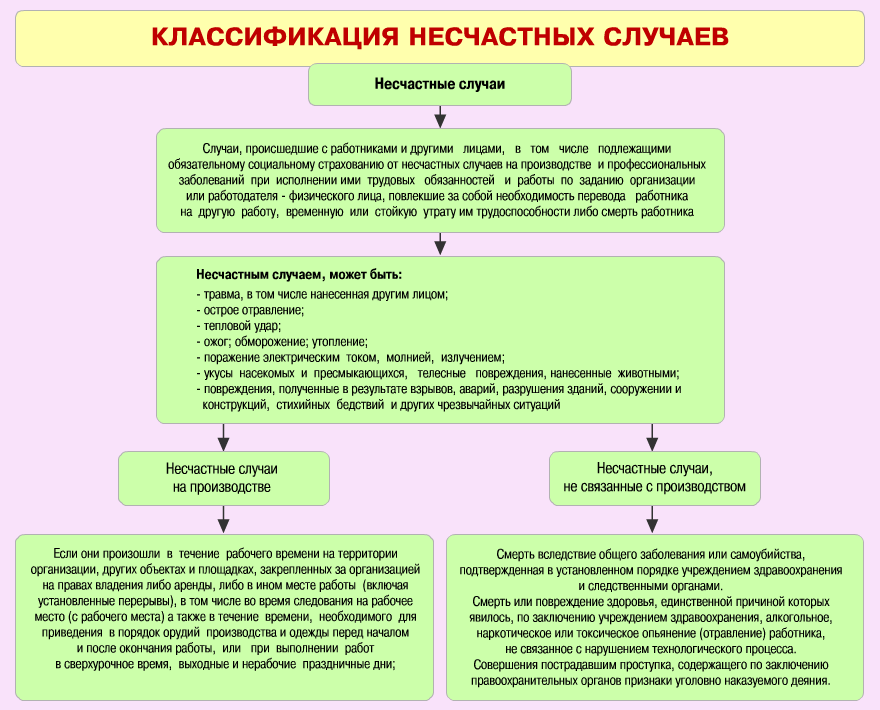 КЛАССИФИКАЦИЯ НЕСЧАСТНЫХ СЛУЧАЕВ
Несчастные случаи
Случаи, происшедшие с работниками и другими лицами, в том числе подлежащими
обязательному социальному страхованию от несчастных случаев на производстве и профессиональных
заболеваний при исполнении ими трудовых обязанностей и работы по заданию организации
или работодателя - физического лица, повлекшие за собой необходимость перевода работника
на другую работу, временную или стойкую утрату им трудоспособности либо смерть работника
Несчастным случаем, может быть:
- травма, в том числе нанесенная другим лицом;
- острое отравление;
- тепловой удар;
- ожог; обморожение; утопление;
- поражение электрическим током, молнией, излучением;
- укусы насекомых и пресмыкающихся, телесные повреждения, нанесенные животными;
- повреждения, полученные в результате взрывов, аварий, разрушения зданий, сооружении и
конструкций, стихийных бедствий и других чрезвычайных ситуаций
Несчастные случаи
на производстве
Если они произошли в течение рабочего времени на территории
организации, других объектах и площадках, закрепленных за организацией
на правах владения либо аренды, либо в ином месте работы (включая
установленные перерывы), в том числе во время следования на рабочее
место (с рабочего места) а также в течение времени, необходимого для
приведения в порядок орудий производства и одежды перед началом
и после окончания работы, или при выполнении работ
в сверхурочное время, выходные и нерабочие праздничные дни;
Несчастные случаи,
не связанные с производством
Смерть вследствие общего заболевания или самоубийства,
подтвержденная в установленном порядке учреждением здравоохранения
и следственными органами.
Смерть или повреждение здоровья, единственной причиной которых
явилось, по заключению учреждением здравоохранения, алкогольное,
наркотическое или токсическое опьянение (отравление) работника,
не связанное с нарушением технологического процесса.
Совершения пострадавшим проступка, содержащего по заключению
правоохранительных органов признаки уголовно наказуемого деяния.